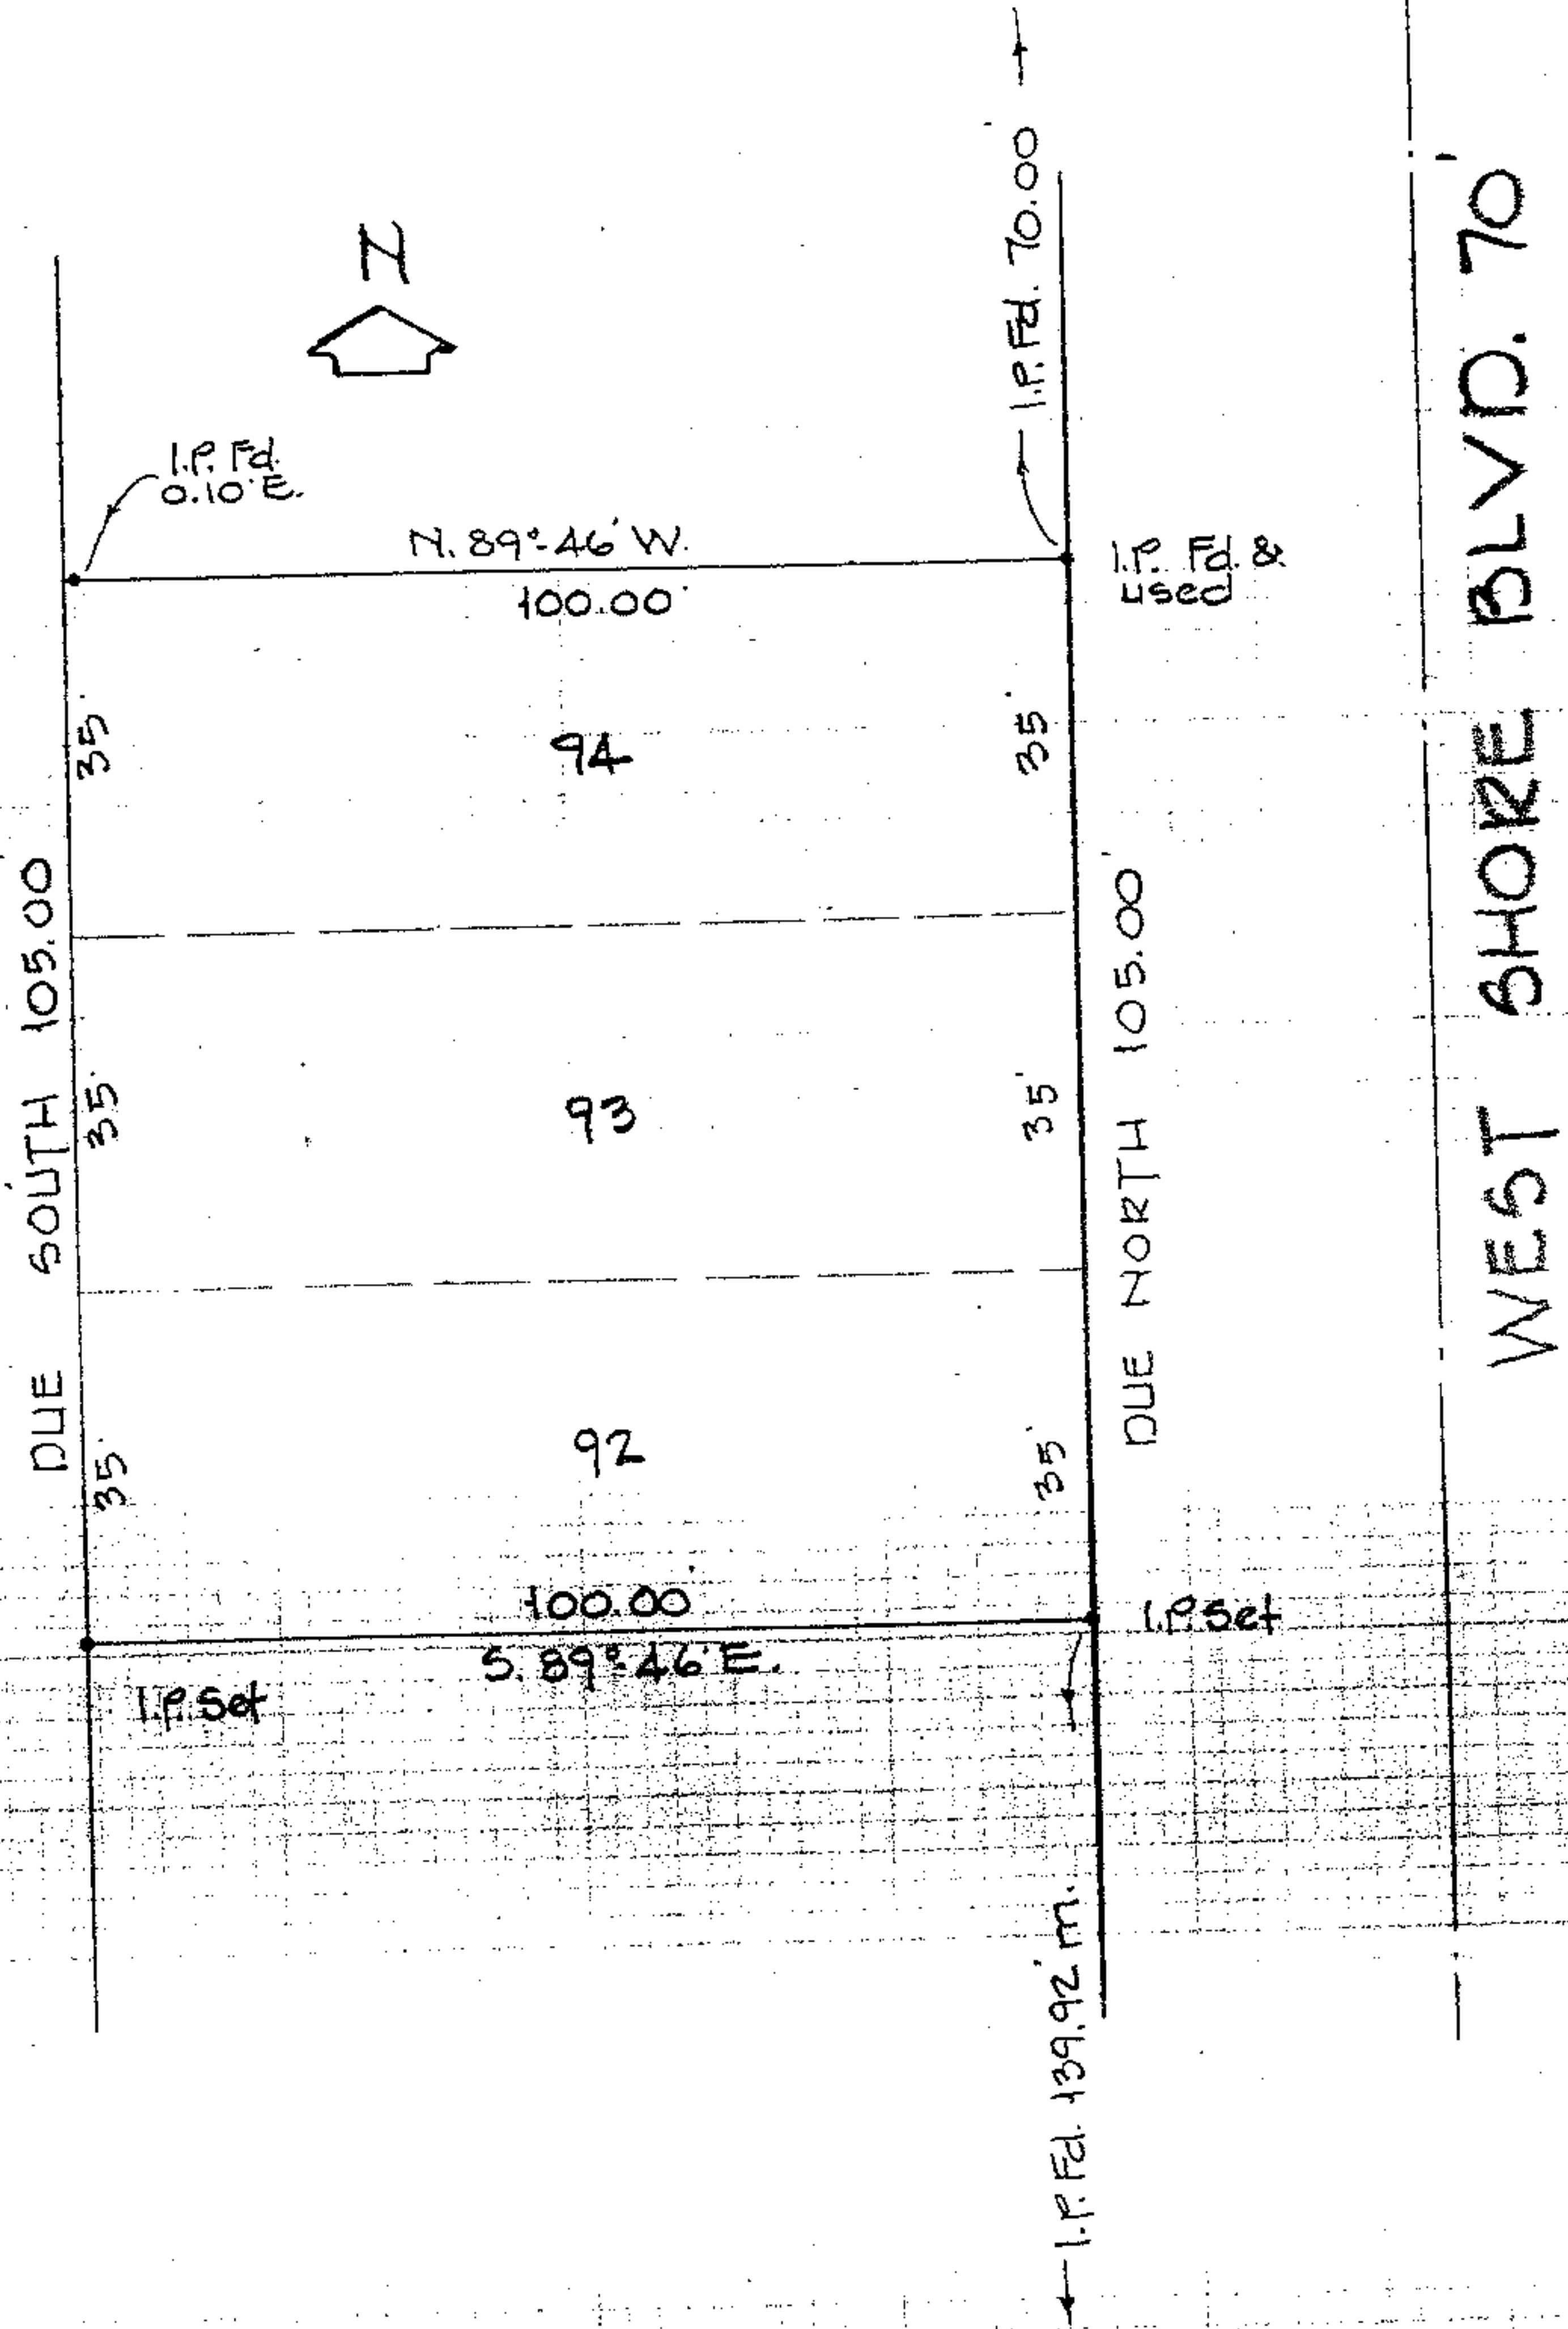 N
I.P. Fd. 70.00'
WEST SHORE BLVD. 70'
I.P. Fd.
0.10' E.
N. 89°-46' W.
100.00'
I.P. Fd. &
used
35'
94
35'
DUE SOUTH 105.00'
35'
93
35'
DUE NORTH 105.00'
35'
92
35'
100.00'
S. 89°-46' E.
I.P. Set
I.P. Set
I.P. Fd. 139.92' m.